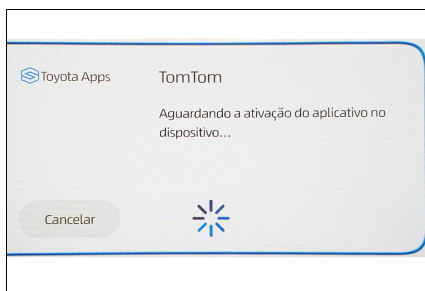 Toyota Apps
TomTom
Aguardando a ativação do aplicativo no
dispositivo...
Cancelar